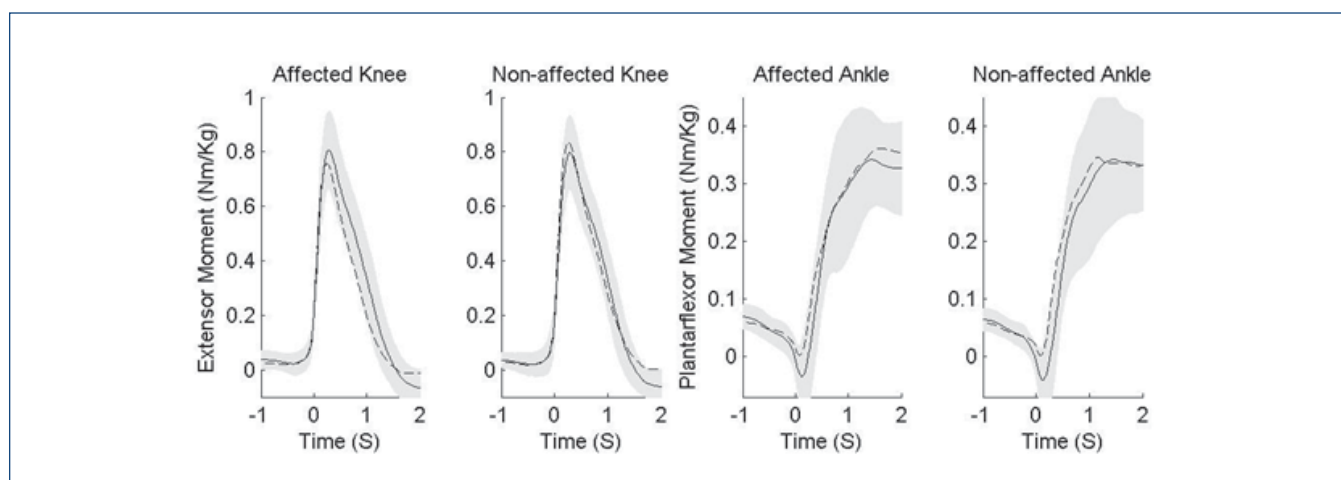 Affected Knee
Non-affected Knee
Affected Ankle
Non-affected Ankle
Extensor Moment (Nm/Kg)
1
0.8
0.6
0.4
0.2
0
-1 0 1 2
Time (S)
1
0.8
0.6
0.4
0.2
0
-1 0 1 2
Time (S)
Plantarflexor Moment (Nm/Kg)
0.4
0.3
0.2
0.1
0
-1 0 1 2
Time (S)
0.4
0.3
0.2
0.1
0
-1 0 1 2
Time (S)